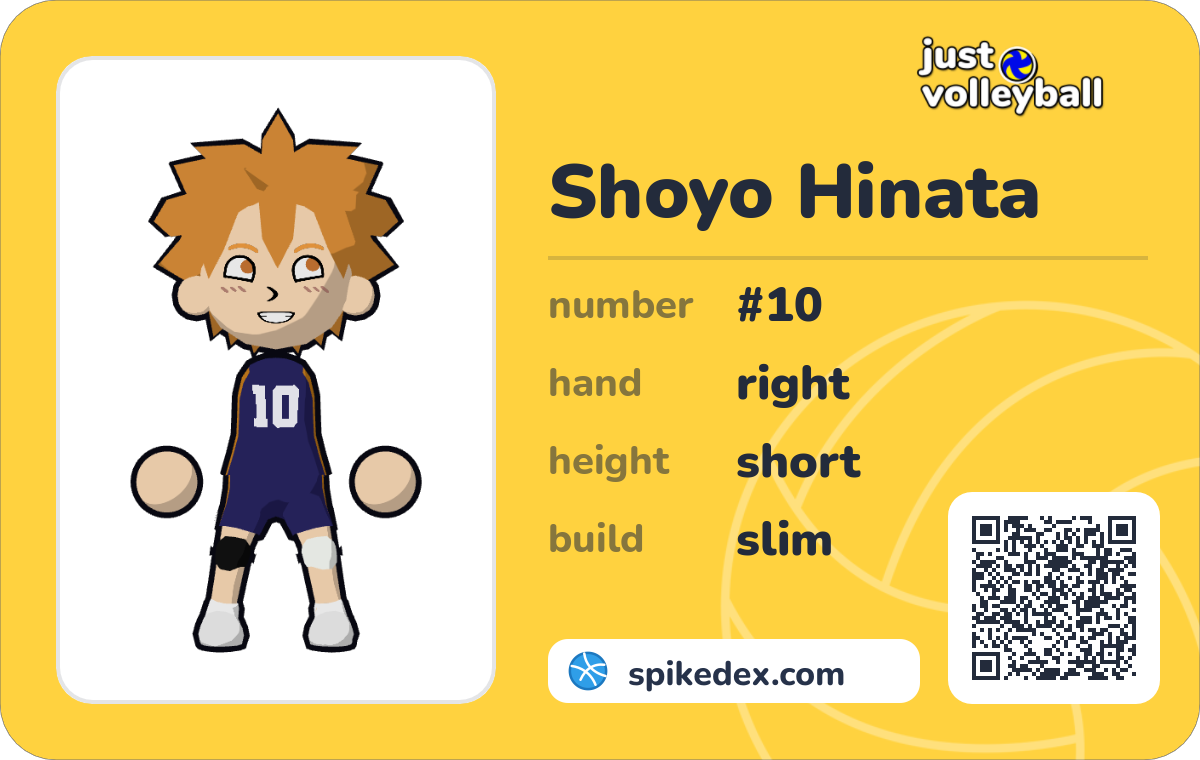 just
volleyball
Shoyo Hinata
number #10
hand right
height short
build slim
10
spikedex.com